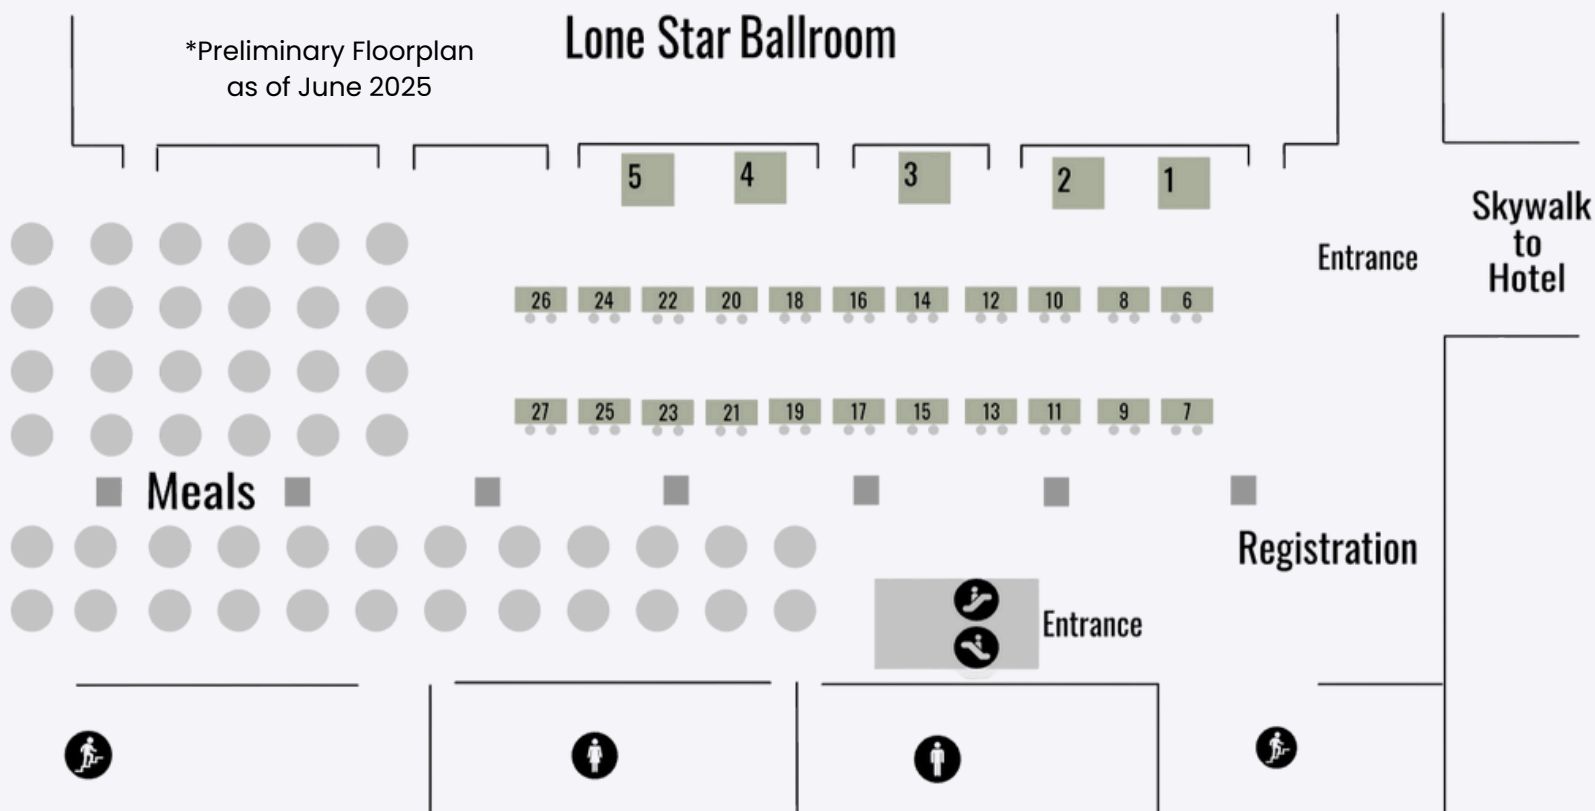 Lone Star Ballroom
*Preliminary Floorplan
as of June 2025
5
4
3
2
1
Skywalk
to
Hotel
Entrance
26 24 22 20 18 16 14 12 10 8 6
27 25 23 21 19 17 15 13 11 9 7
Meals
Registration
Entrance